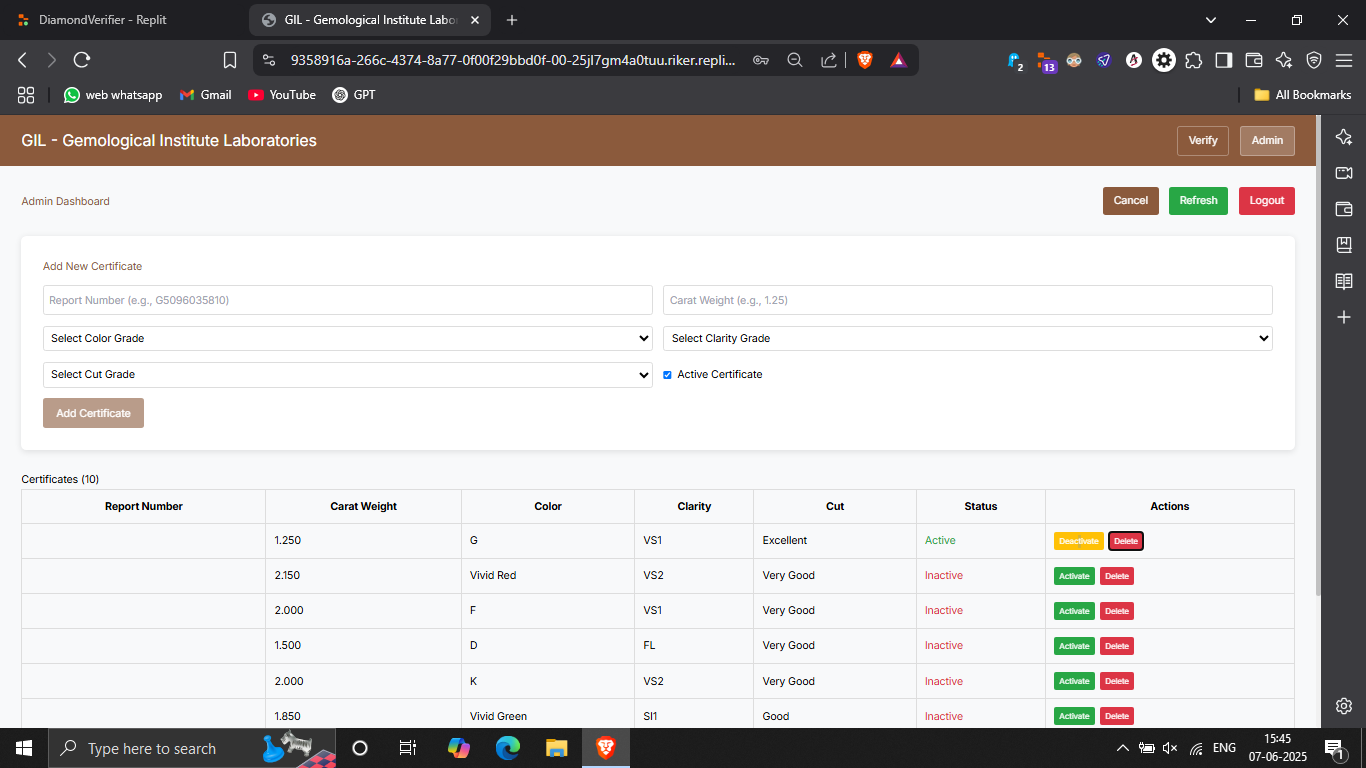 DiamondVerifier - Replit
GIL - Gemological Institute Labor
9358916a-266c-4374-8a77-0f00f29bbd0f-00-25jl7gm4a0tuu.riker.repli...
2
13
web whatsapp
Gmail
YouTube
GPT
All Bookmarks
GIL - Gemological Institute Laboratories
Verify
Admin
Admin Dashboard
Cancel
Refresh
Logout
Add New Certificate
Report Number (e.g., G5096035810)
Carat Weight (e.g., 1.25)
Select Color Grade
Select Clarity Grade
Select Cut Grade
Active Certificate
Add Certificate
Certificates (10)
Report Number Carat Weight Color Clarity Cut Status Actions
1.250 G VS1 Excellent Active Deactivate Delete
2.150 Vivid Red VS2 Very Good Inactive Activate Delete
2.000 F VS1 Very Good Inactive Activate Delete
1.500 D FL Very Good Inactive Activate Delete
2.000 K VS2 Very Good Inactive Activate Delete
1.850 Vivid Green SI1 Good Inactive Activate Delete
Type here to search
ENG
15:45
07-06-2025
1